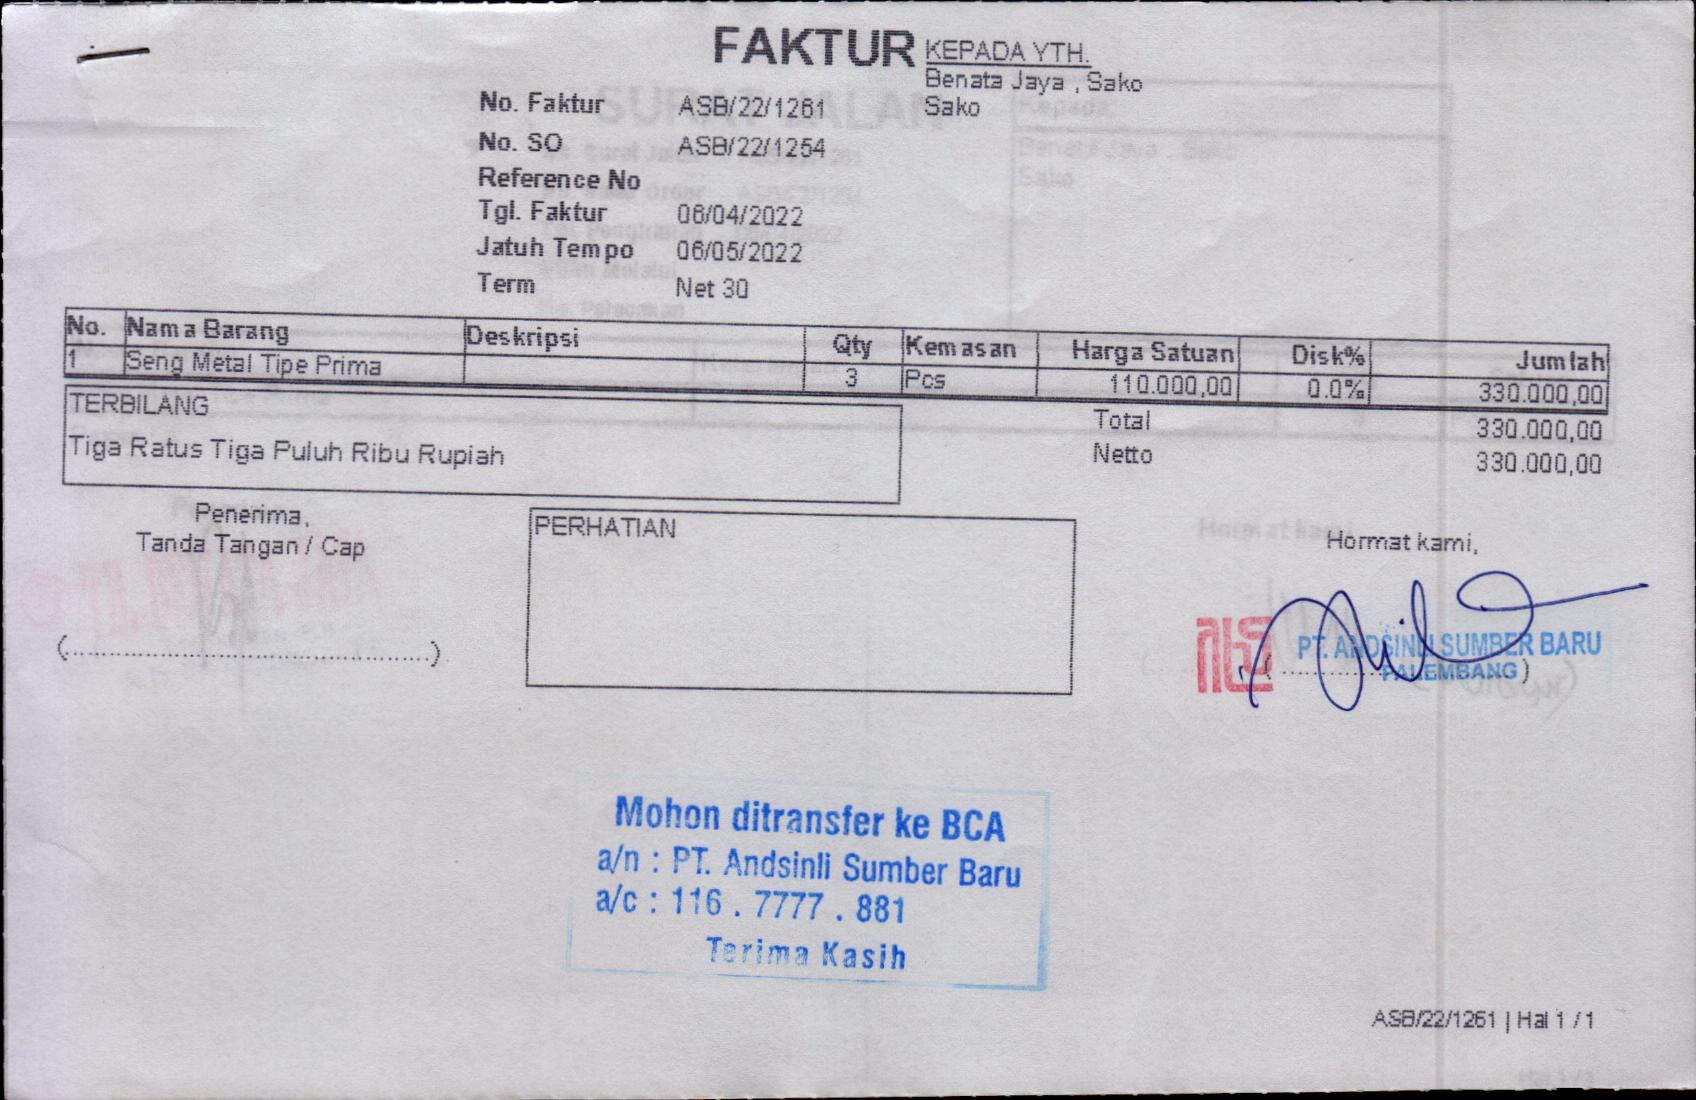 FAKTUR
KEPADA YTH.
Benata Jaya , Sako
Sako
No. Faktur ASB/22/1261
No. SO ASB/22/1254
Reference No
Tgl. Faktur 06/04/2022
Jatuh Tempo 06/05/2022
Term Net 30
No. Nama Barang Deskripsi Qty Kemasan Harga Satuan Disk% Jumlah
1 Seng Metal Tipe Prima 3 Pcs 110.000,00 0.0% 330.000,00
TERBILANG
Tiga Ratus Tiga Puluh Ribu Rupiah
Total 330.000,00
Netto 330.000,00
Penerima,
Tanda Tangan / Cap
(........................................)
PERHATIAN
Hormat kami,
PT. ANDSINLI SUMBER BARU
PALEMBANG
Mohon ditransfer ke BCA
a/n : PT. Andsinli Sumber Baru
a/c : 116 . 7777 . 881
Terima Kasih
ASB/22/1261 | Hal 1 / 1